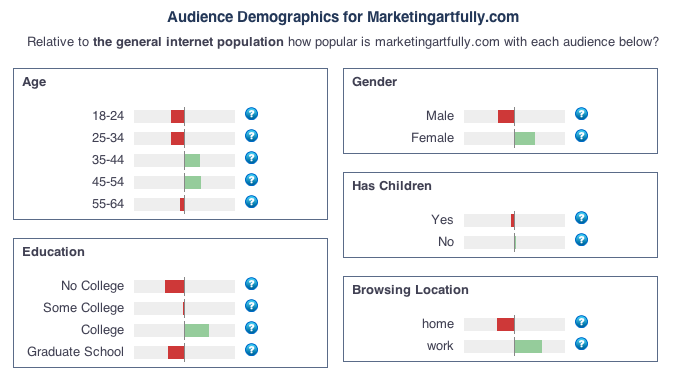 Audience Demographics for Marketingartfully.com
Relative to the general internet population how popular is marketingartfully.com with each audience below?
Age
18-24 ?
25-34 ?
35-44 ?
45-54 ?
55-64 ?
Education
No College ?
Some College ?
College ?
Graduate School ?
Gender
Male ?
Female ?
Has Children
Yes ?
No ?
Browsing Location
home ?
work ?